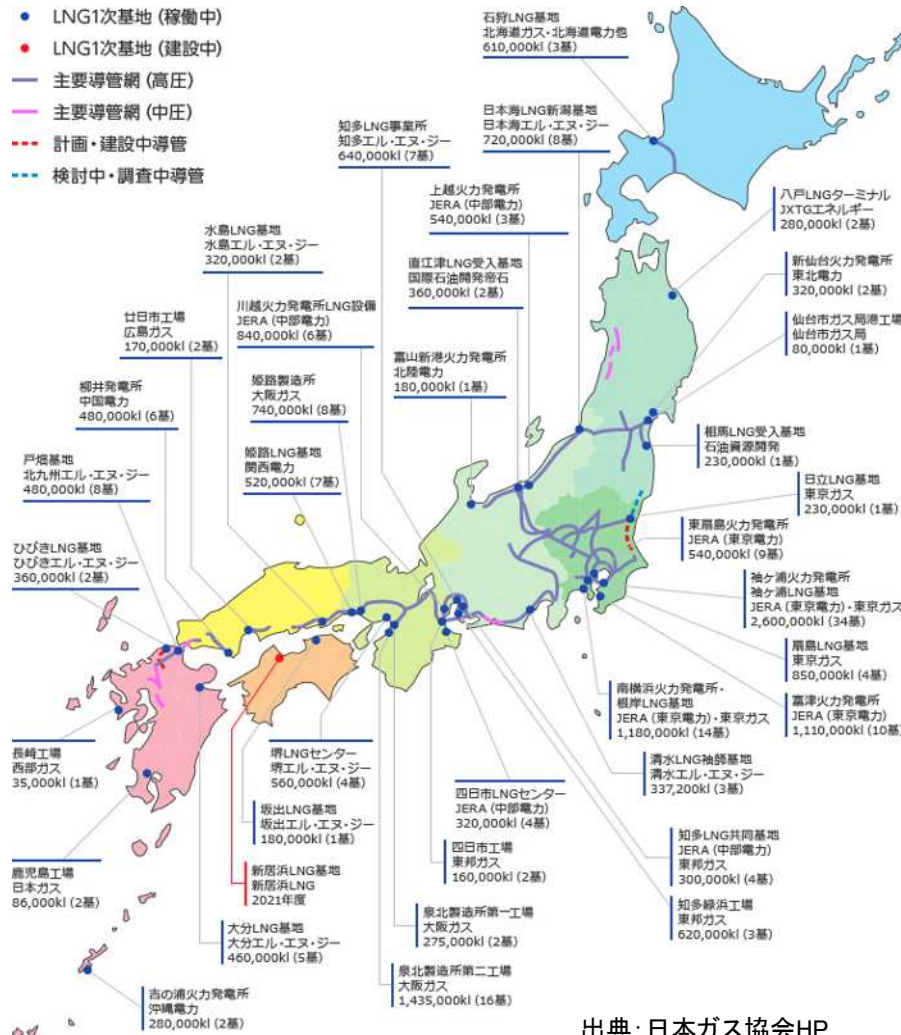 LNG1次基地 (稼働中)
LNG1次基地 (建設中)
主要導管網 (高圧)
主要導管網 (中圧)
計画・建設中導管
検討中・調査中導管
石狩LNG基地
北海道ガス・北海道電力他
610,000kl (3基)
日本海LNG新潟基地
日本海エル・エヌ・ジー
720,000kl (8基)
知多LNG事業所
知多エル・エヌ・ジー
640,000kl (7基)
上越火力発電所
JERA (中部電力)
540,000kl (3基)
八戸LNGターミナル
JXTGエネルギー
280,000kl (2基)
水島LNG基地
水島エル・エヌ・ジー
320,000kl (2基)
直江津LNG受入基地
国際石油開発帝石
360,000kl (2基)
新仙台火力発電所
東北電力
320,000kl (2基)
川越火力発電所LNG設備
JERA (中部電力)
840,000kl (6基)
廿日市工場
広島ガス
170,000kl (2基)
仙台市ガス局港工場
仙台市ガス局
80,000kl (1基)
富山新港火力発電所
北陸電力
180,000kl (1基)
姫路製造所
大阪ガス
740,000kl (8基)
柳井発電所
中国電力
480,000kl (6基)
相馬LNG受入基地
石油資源開発
230,000kl (1基)
戸畑基地
北九州エル・エヌ・ジー
480,000kl (8基)
姫路LNG基地
関西電力
520,000kl (7基)
日立LNG基地
東京ガス
230,000kl (1基)
東扇島火力発電所
JERA (東京電力)
540,000kl (9基)
ひびきLNG基地
ひびきエル・エヌ・ジー
360,000kl (2基)
袖ヶ浦火力発電所
袖ヶ浦LNG基地
JERA (東京電力)・東京ガス
2,600,000kl (34基)
扇島LNG基地
東京ガス
850,000kl (4基)
南横浜火力発電所・
根岸LNG基地
JERA (東京電力)・東京ガス
1,180,000kl (14基)
富津火力発電所
JERA (東京電力)
1,110,000kl (10基)
長崎工場
西部ガス
35,000kl (1基)
堺LNGセンター
堺エル・エヌ・ジー
560,000kl (4基)
清水LNG袖師基地
清水エル・エヌ・ジー
337,200kl (3基)
四日市LNGセンター
JERA (中部電力)
320,000kl (4基)
坂出LNG基地
坂出エル・エヌ・ジー
180,000kl (1基)
知多LNG共同基地
JERA (中部電力)
東邦ガス
300,000kl (4基)
四日市工場
東邦ガス
160,000kl (2基)
鹿児島工場
日本ガス
86,000kl (2基)
新居浜LNG基地
新居浜LNG
2021年度
知多緑浜工場
東邦ガス
620,000kl (3基)
泉北製造所第一工場
大阪ガス
275,000kl (2基)
大分LNG基地
大分エル・エヌ・ジー
460,000kl (5基)
泉北製造所第二工場
大阪ガス
1,435,000kl (16基)
吉の浦火力発電所
沖縄電力
280,000kl (2基)
出典:日本ガス協会HP